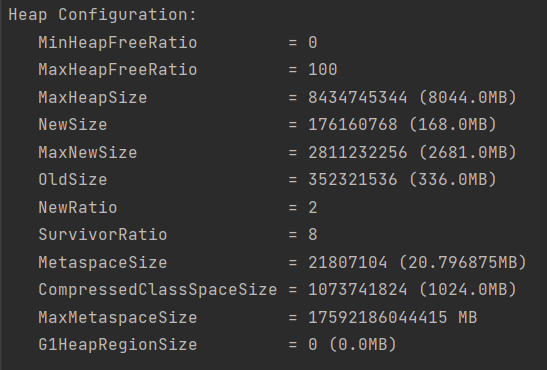 Heap Configuration:
   MinHeapFreeRatio         = 0
   MaxHeapFreeRatio         = 100
   MaxHeapSize              = 8434745344 (8044.0MB)
   NewSize                  = 176160768 (168.0MB)
   MaxNewSize               = 2811232256 (2681.0MB)
   OldSize                  = 352321536 (336.0MB)
   NewRatio                 = 2
   SurvivorRatio            = 8
   MetaspaceSize            = 21807104 (20.796875MB)
   CompressedClassSpaceSize = 1073741824 (1024.0MB)
   MaxMetaspaceSize         = 17592186044415 MB
   G1HeapRegionSize         = 0 (0.0MB)